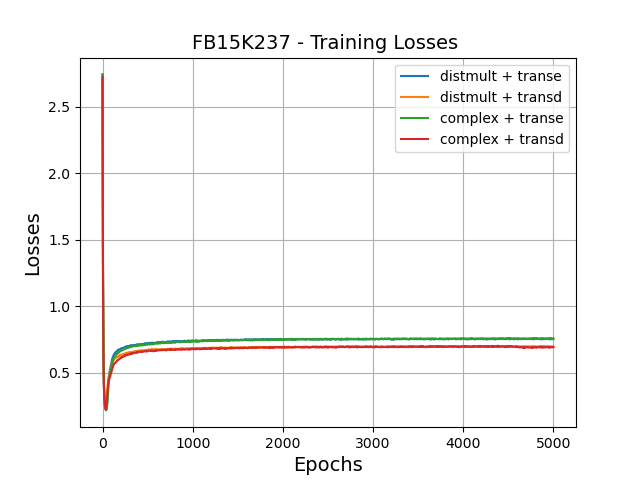 FB15K237 - Training Losses
distmult + transe
distmult + transd
complex + transe
complex + transd
Losses
2.5
2.0
1.5
1.0
0.5
0 1000 2000 3000 4000 5000
Epochs